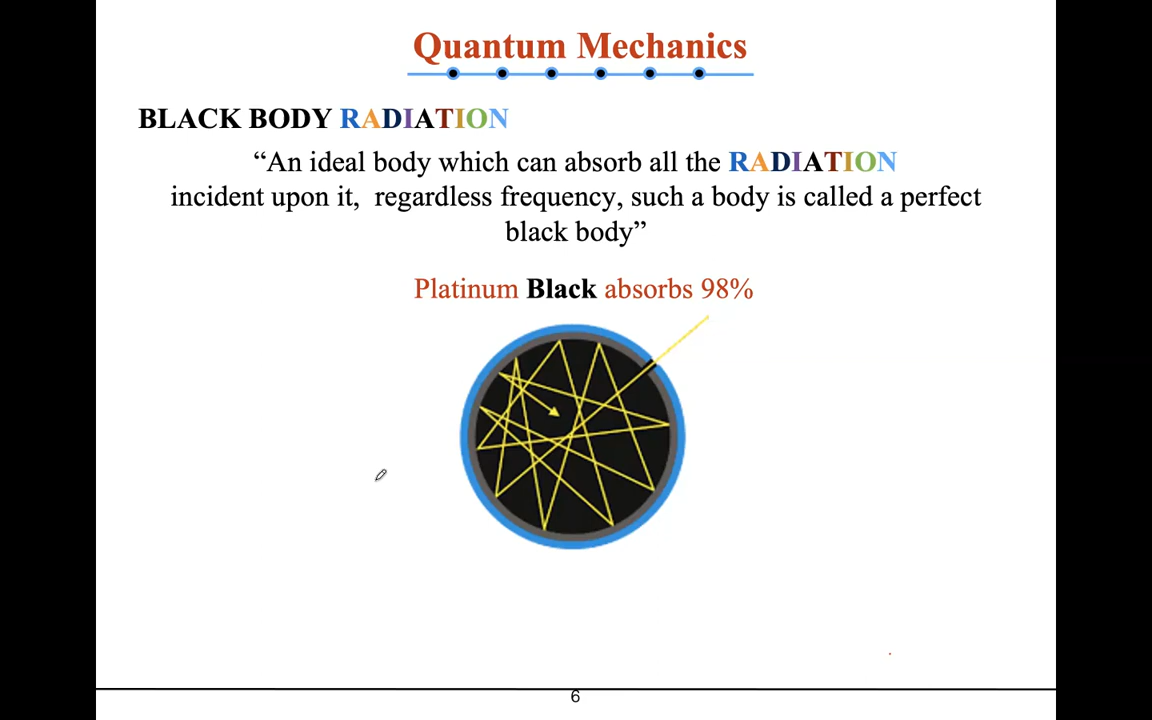 Quantum Mechanics
BLACK BODY RADIATION
“An ideal body which can absorb all the RADIATION
incident upon it, regardless frequency, such a body is called a perfect
black body”
Platinum Black absorbs 98%
6